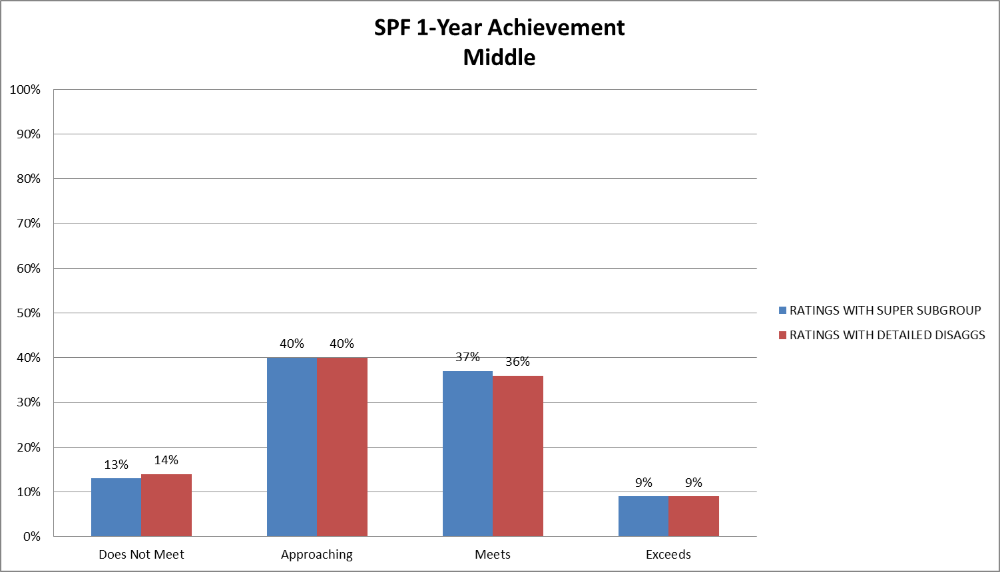 SPF 1-Year Achievement
Middle
100%
90%
80%
70%
60%
50%
40%
30%
20%
10%
0%
13%
14%
40%
40%
37%
36%
9%
9%
Does Not Meet
Approaching
Meets
Exceeds
RATINGS WITH SUPER SUBGROUP
RATINGS WITH DETAILED DISAGGS